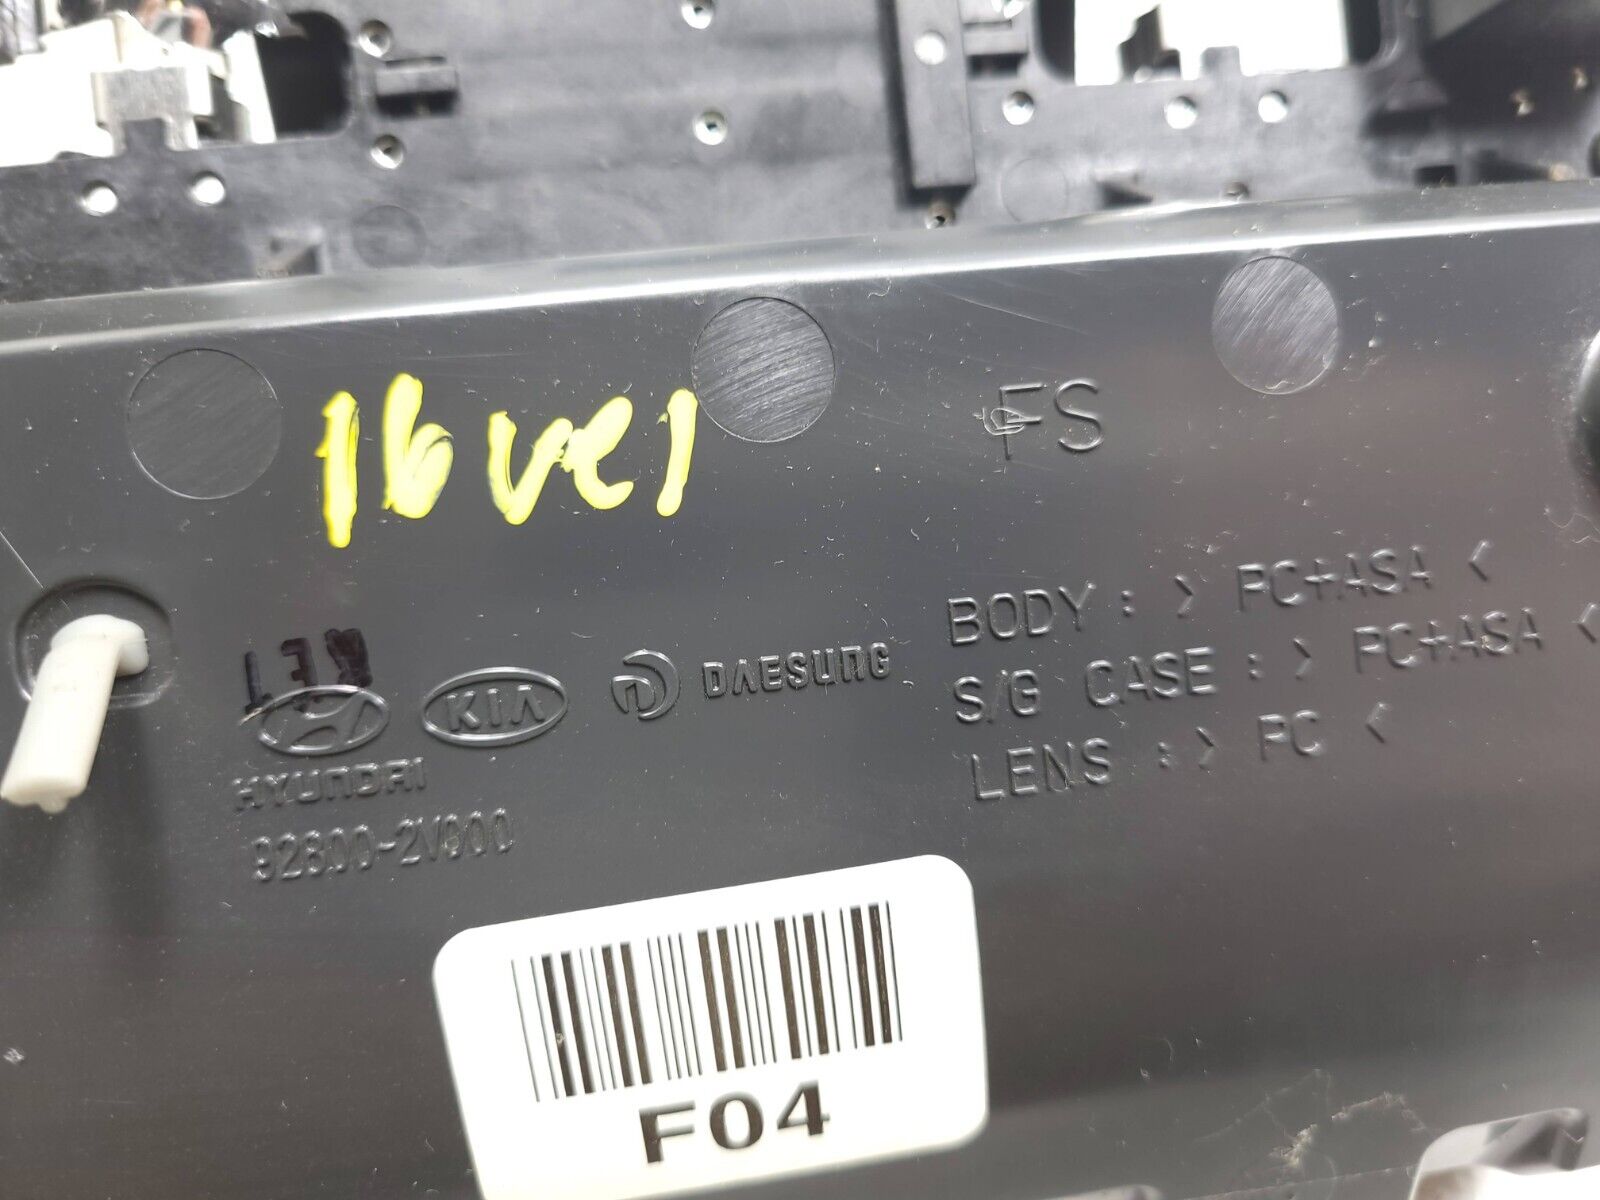 16 vel
FS
HYUNDAI
KIA
DAESUNG
92800-2V000
BODY : > PC+ASA <
S/G CASE : > PC+ASA <
LENS : > PC <
F04